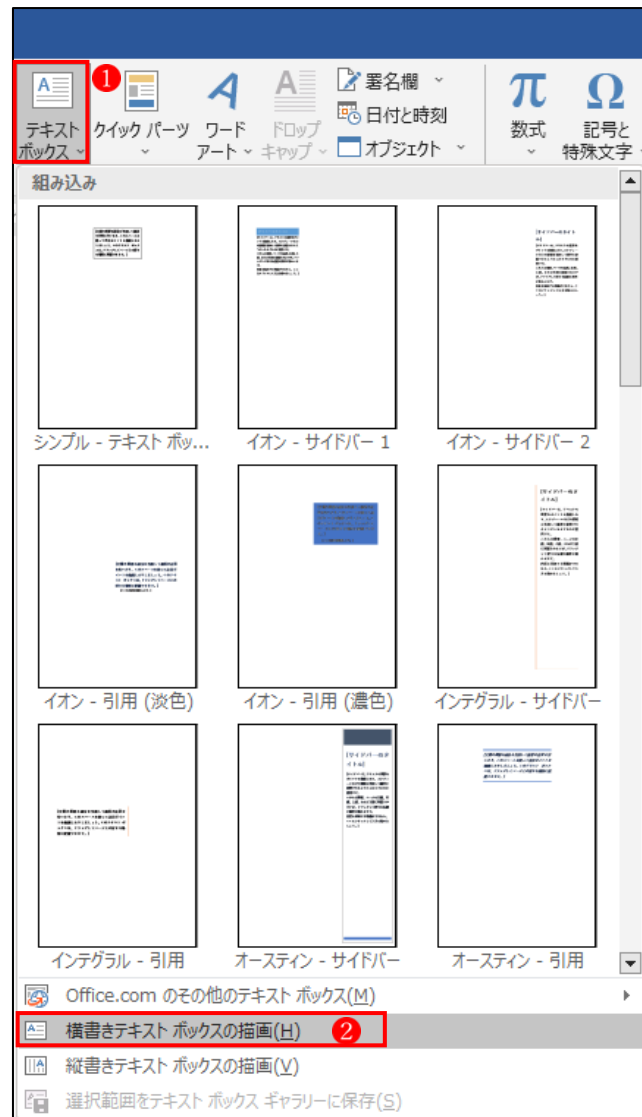 A
1
A
A
署名欄
日付と時刻
オブジェクト
π
Ω
テキスト
ボックス
クイック パーツ
ワード
アート
ドロップ
キャップ
数式
記号と
特殊文字
組み込み
シンプル - テキスト ボッ...
イオン - サイドバー 1
イオン - サイドバー 2
イオン - 引用 (淡色)
イオン - 引用 (濃色)
インテグラル - サイドバー
インテグラル - 引用
オースティン - サイドバー
オースティン - 引用
Office.com のその他のテキスト ボックス(M)
横書きテキスト ボックスの描画(H) 2
縦書きテキスト ボックスの描画(V)
選択範囲をテキスト ボックス ギャラリーに保存(S)